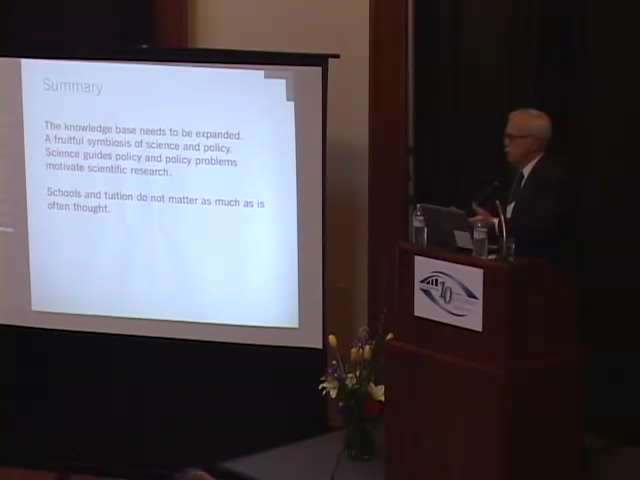 Summary
The knowledge base needs to be expanded.
A fruitful symbiosis of science and policy.
Science guides policy and policy problems
motivate scientific research.
Schools and tuition do not matter as much as is
often thought.
10